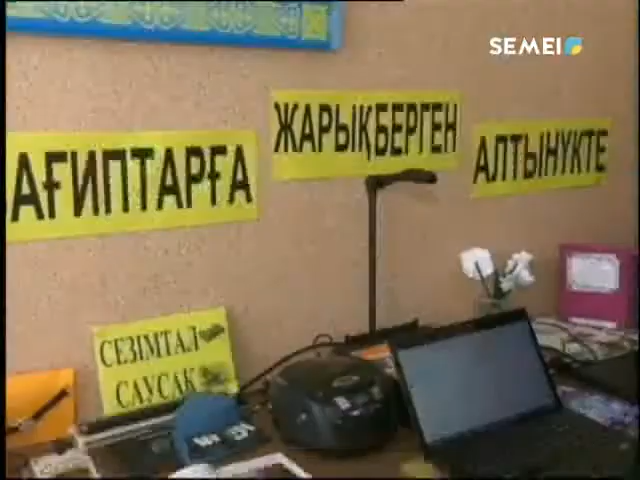 SEMEI
АҒИПТАРҒА
ЖАРЫҚБЕРГЕН
АЛТЫНҮКТЕ
СЕЗІМТАЛ
САУСАҚ